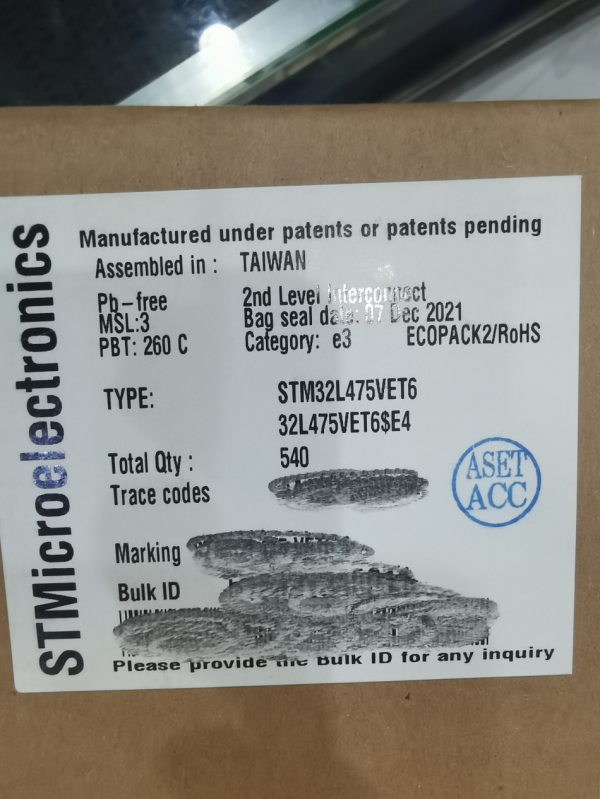 STMicroelectronics
Manufactured under patents or patents pending
Assembled in : TAIWAN
Pb-free 2nd Level Interconnect
MSL:3 Bag seal date: 07 Dec 2021
PBT: 260 C Category: e3 ECOPACK2/RoHS
TYPE: STM32L475VET6
32L475VET6$E4
Total Qty : 540
Trace codes
ASET
ACC
Marking
Bulk ID
Please provide the Bulk ID for any inquiry